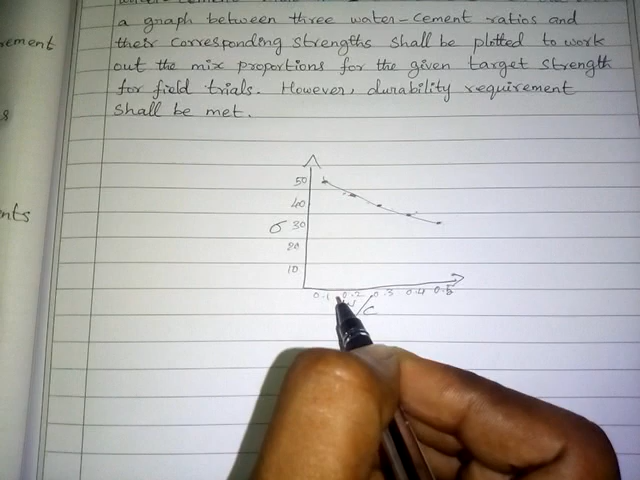 a graph between three water-cement ratios and
their corresponding strengths shall be plotted to work
out the mix proportions for the given target strength
for field trials. However, durability requirement
shall be met.
rement
s
nts
50
40
σ 30
20
10
0.1 0.2 0.3 0.4 0.5
W/C